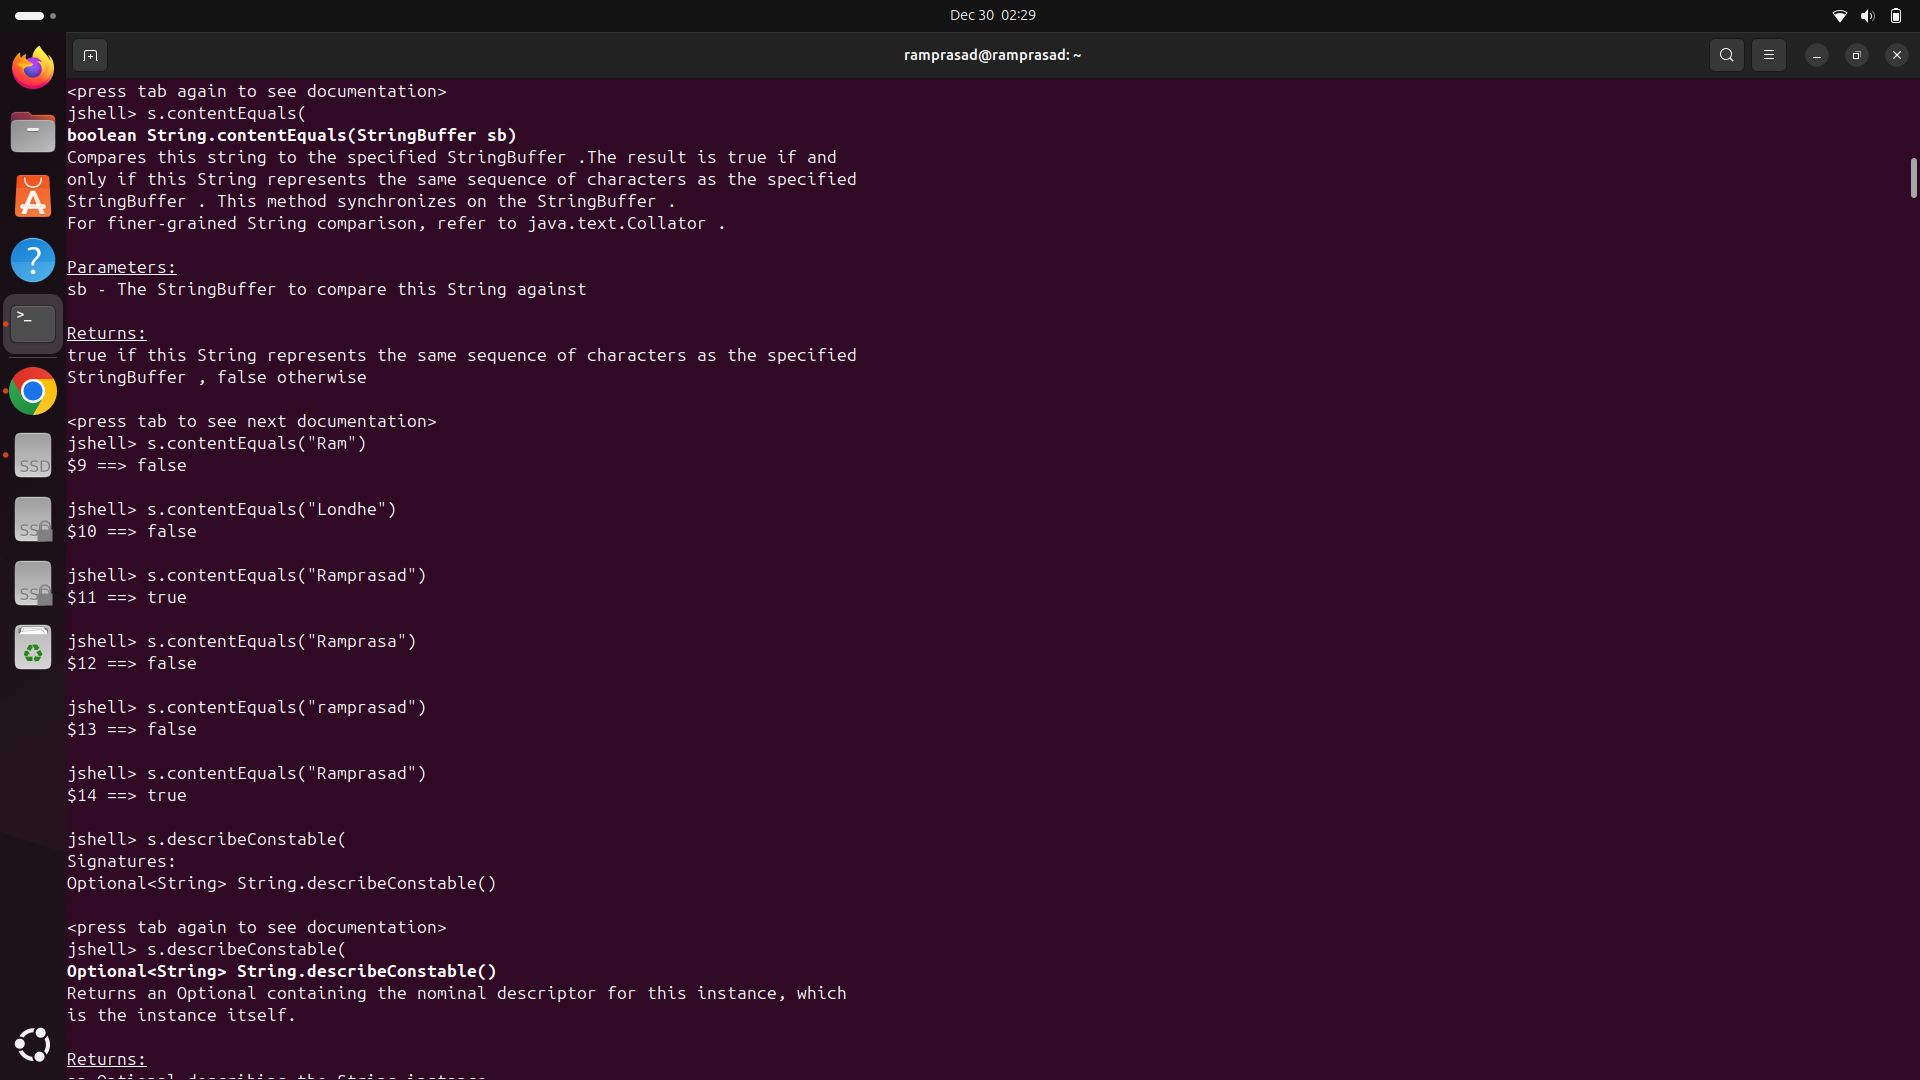 Dec 30 02:29
ramprasad@ramprasad: ~
<press tab again to see documentation>
jshell> s.contentEquals(
boolean String.contentEquals(StringBuffer sb)
Compares this string to the specified StringBuffer .The result is true if and
only if this String represents the same sequence of characters as the specified
StringBuffer . This method synchronizes on the StringBuffer .
For finer-grained String comparison, refer to java.text.Collator .
Parameters:
sb - The StringBuffer to compare this String against
Returns:
true if this String represents the same sequence of characters as the specified
StringBuffer , false otherwise
<press tab to see next documentation>
jshell> s.contentEquals("Ram")
$9 ==> false
jshell> s.contentEquals("Londhe")
$10 ==> false
jshell> s.contentEquals("Ramprasad")
$11 ==> true
jshell> s.contentEquals("Ramprasa")
$12 ==> false
jshell> s.contentEquals("ramprasad")
$13 ==> false
jshell> s.contentEquals("Ramprasad")
$14 ==> true
jshell> s.describeConstable(
Signatures:
Optional<String> String.describeConstable()
<press tab again to see documentation>
jshell> s.describeConstable(
Optional<String> String.describeConstable()
Returns an Optional containing the nominal descriptor for this instance, which
is the instance itself.
Returns:
an Optional describing the String instance
SSD